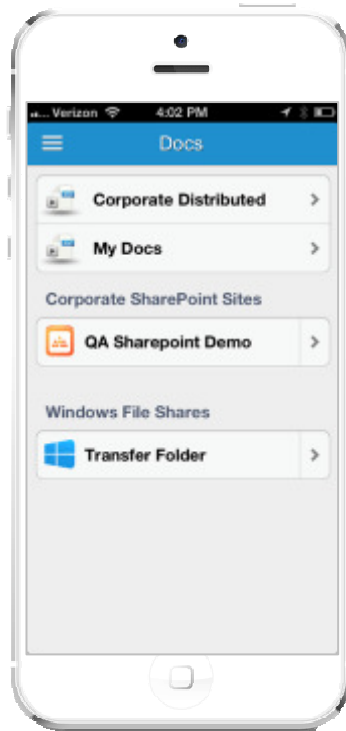 ... Verizon 4:02 PM
Docs
Corporate Distributed
My Docs
Corporate SharePoint Sites
QA Sharepoint Demo
Windows File Shares
Transfer Folder